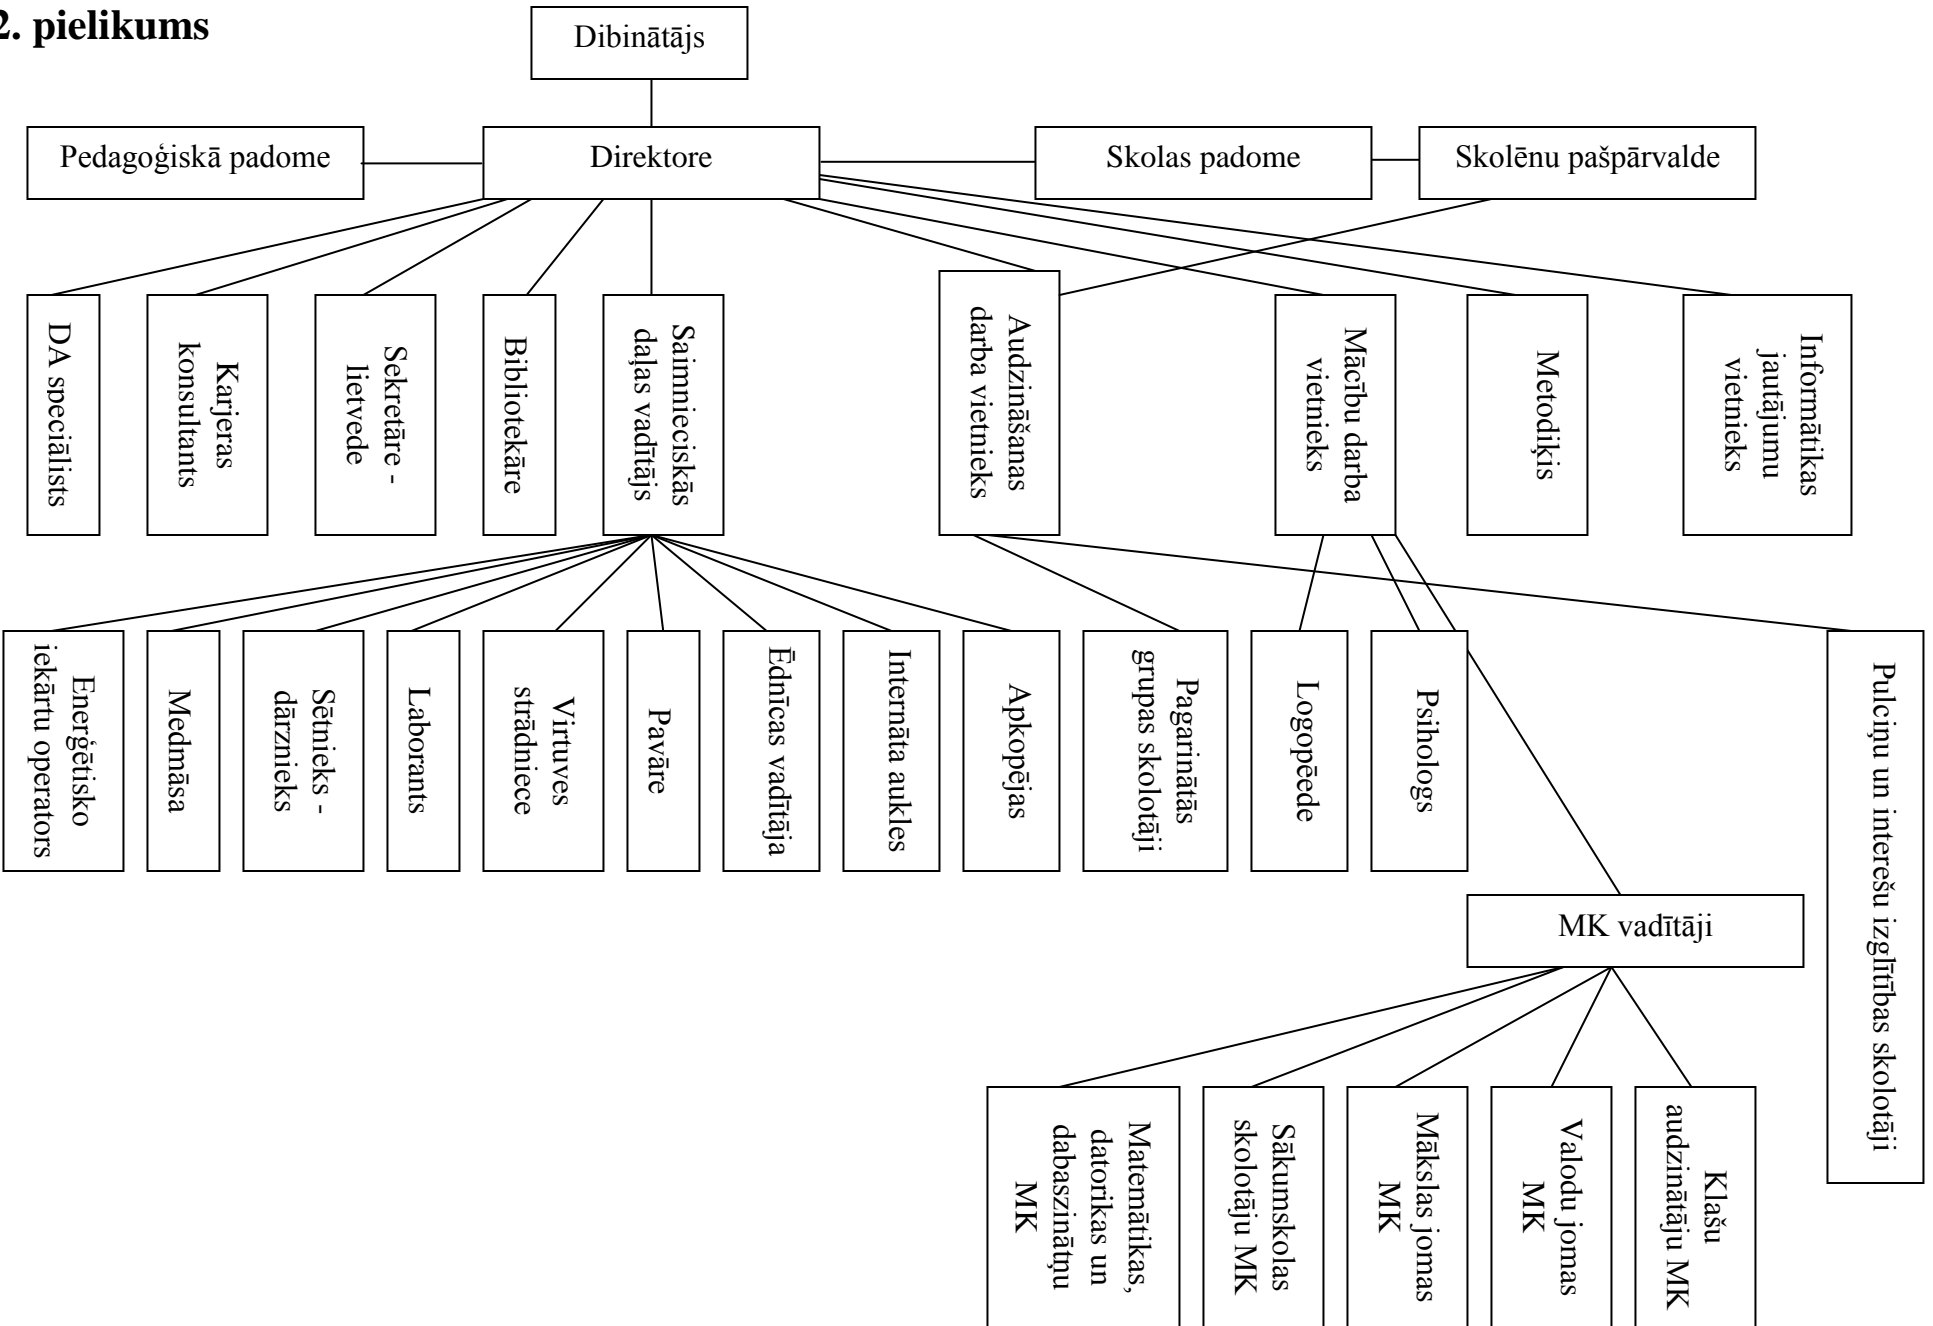 2. pielikums
Dibinātājs
Pedagoģiskā padome
Direktore
Skolas padome
Skolēnu pašpārvalde
DA speciālists
Karjeras
konsultants
Sekretāre -
lietvede
Bibliotekāre
Saimnieciskās
daļas vadītājs
Audzināšanas
darba vietnieks
Mācību darba
vietnieks
Metodiķis
Informātikas
jautājumu
vietnieks
Enerģētisko
iekārtu operators
Medmāsa
Sētnieks -
dārznieks
Laborants
Virtuves
strādniece
Pavāre
Ēdnīcas vadītāja
Internāta aukles
Apkopējas
Pagarinātās
grupas skolotāji
Logopēede
Psihologs
Pulciņu un interešu izglītības skolotāji
MK vadītāji
Matemātikas,
datorikas un
dabaszinātņu
MK
Sākumskolas
skolotāju MK
Mākslas jomas
MK
Valodu jomas
MK
Klašu
audzinātāju MK